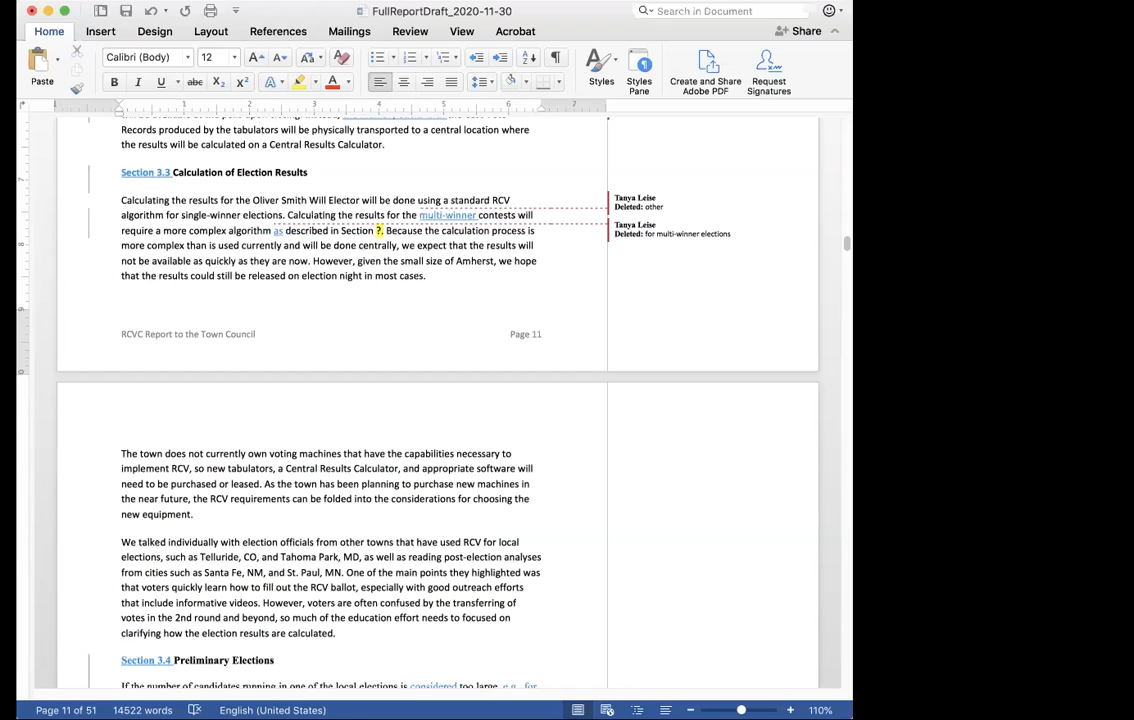 FullReportDraft_2020-11-30
Search in Document
Home Insert Design Layout References Mailings Review View Acrobat Share
Paste Calibri (Body) 12 Styles Styles Pane Create and Share Adobe PDF Request Signatures
Records produced by the tabulators will be physically transported to a central location where
the results will be calculated on a Central Results Calculator.
Section 3.3 Calculation of Election Results
Calculating the results for the Oliver Smith Will Elector will be done using a standard RCV
algorithm for single-winner elections. Calculating the results for the multi-winner contests will
require a more complex algorithm as described in Section ?. Because the calculation process is
more complex than is used currently and will be done centrally, we expect that the results will
not be available as quickly as they are now. However, given the small size of Amherst, we hope
that the results could still be released on election night in most cases.
Tanya Leise
Deleted: other
Tanya Leise
Deleted: for multi-winner elections
RCVC Report to the Town Council Page 11
The town does not currently own voting machines that have the capabilities necessary to
implement RCV, so new tabulators, a Central Results Calculator, and appropriate software will
need to be purchased or leased. As the town has been planning to purchase new machines in
the near future, the RCV requirements can be folded into the considerations for choosing the
new equipment.
We talked individually with election officials from other towns that have used RCV for local
elections, such as Telluride, CO, and Tahoma Park, MD, as well as reading post-election analyses
from cities such as Santa Fe, NM, and St. Paul, MN. One of the main points they highlighted was
that voters quickly learn how to fill out the RCV ballot, especially with good outreach efforts
that include informative videos. However, voters are often confused by the transferring of
votes in the 2nd round and beyond, so much of the education effort needs to focused on
clarifying how the election results are calculated.
Section 3.4 Preliminary Elections
If the number of candidates running in one of the local elections is considered too large, e.g., for
Page 11 of 51 14522 words English (United States) 110%